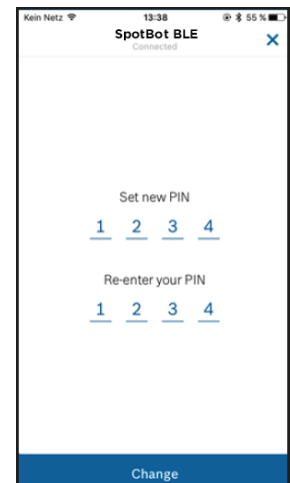 Kein Netz 13:38 55 %
SpotBot BLE
Connected
Set new PIN
1 2 3 4
Re-enter your PIN
1 2 3 4
Change